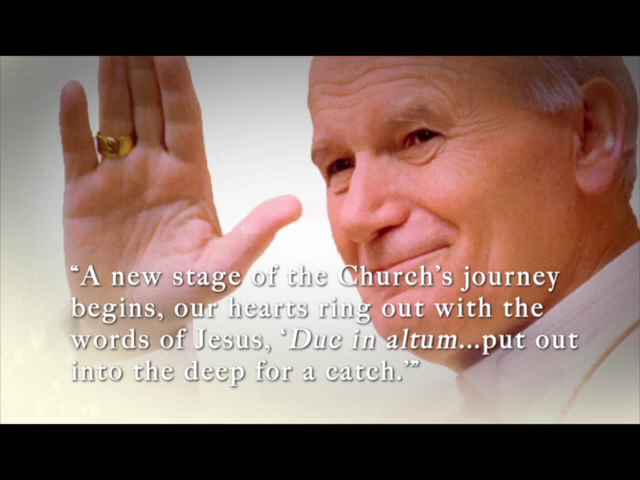 “A new stage of the Church’s journey
begins, our hearts ring out with the
words of Jesus, ‘Duc in altum...put out
into the deep for a catch.’”